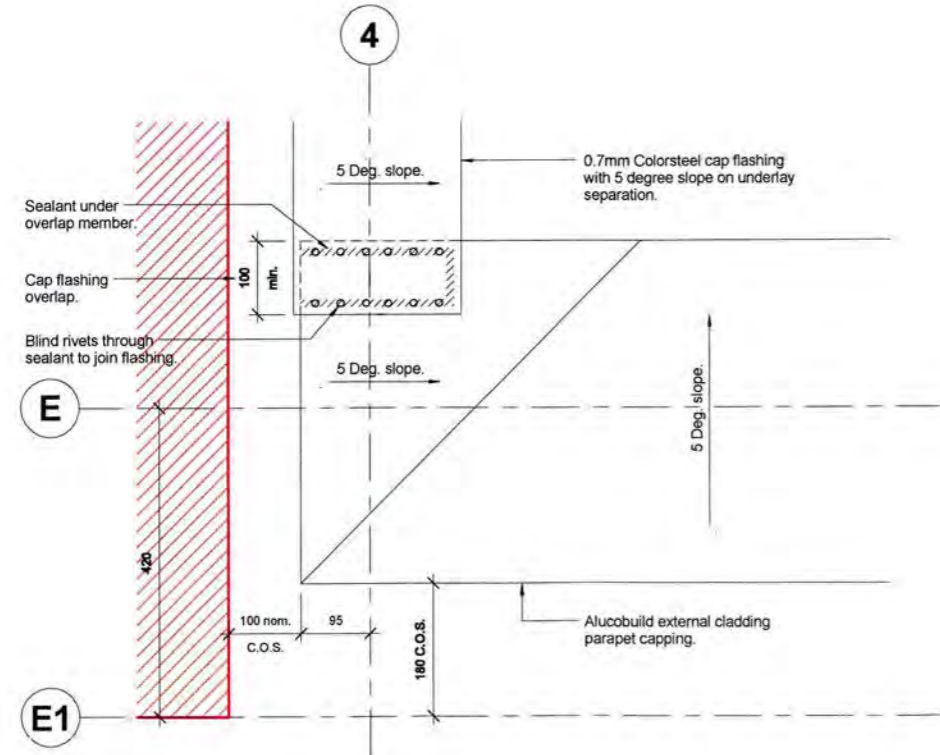 4
5 Deg. slope.
0.7mm Colorsteel cap flashing
with 5 degree slope on underlay
separation.
Sealant under
overlap member.
100
min.
Cap flashing
overlap.
Blind rivets through
sealant to join flashing.
5 Deg. slope.
5 Deg. slope.
E
420
100 nom.
C.O.S.
95
180 C.O.S.
Alucobuild external cladding
parapet capping.
E1